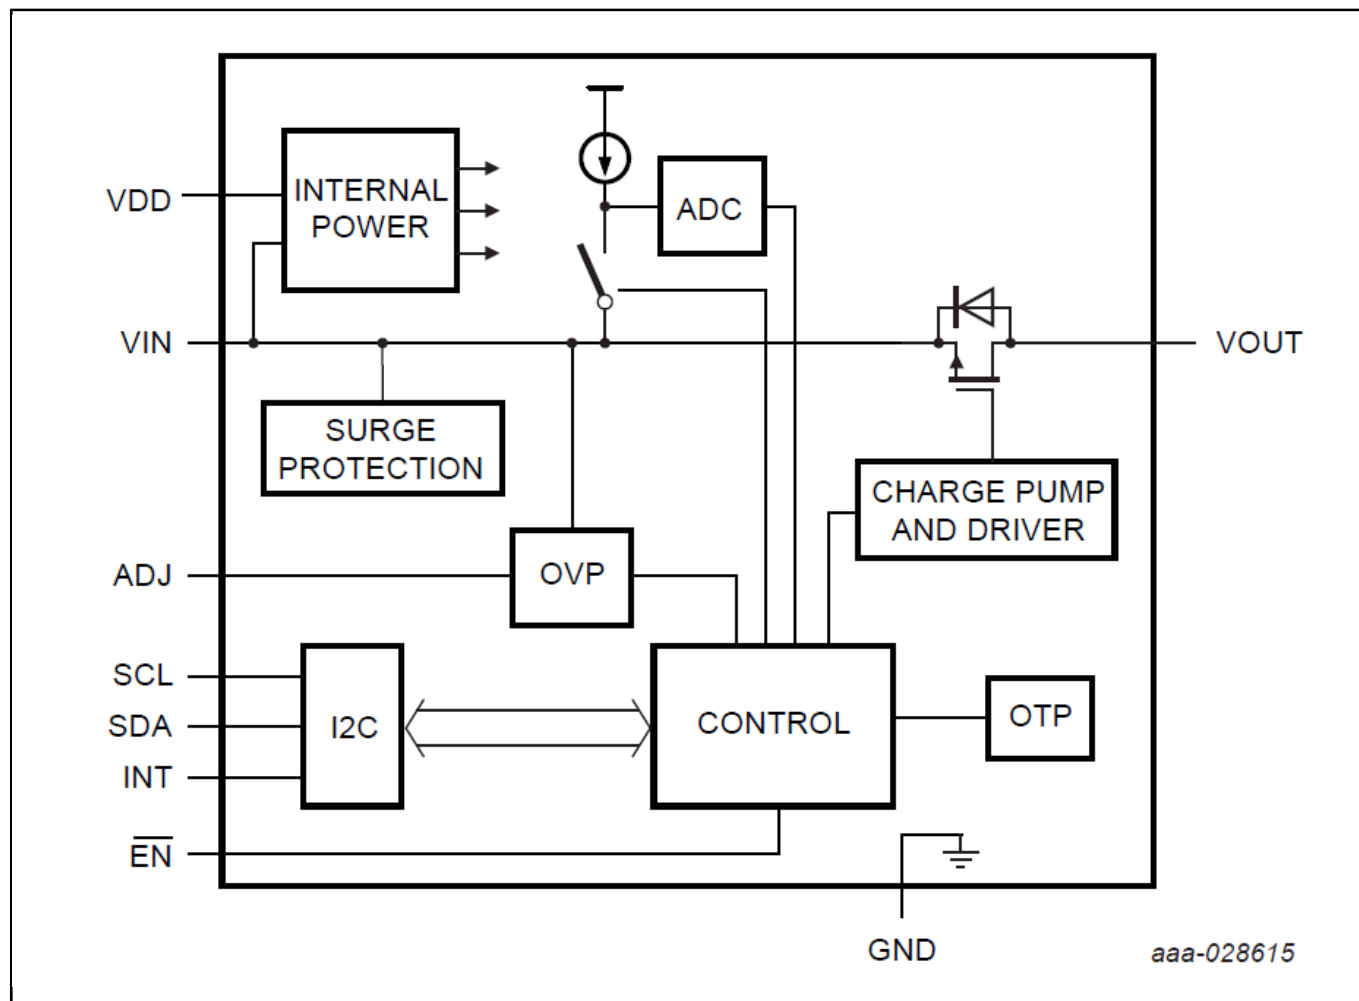 VDD
INTERNAL
POWER
ADC
VIN
VOUT
SURGE
PROTECTION
CHARGE PUMP
AND DRIVER
ADJ
OVP
SCL
SDA
INT
I2C
CONTROL
OTP
EN
GND
aaa-028615